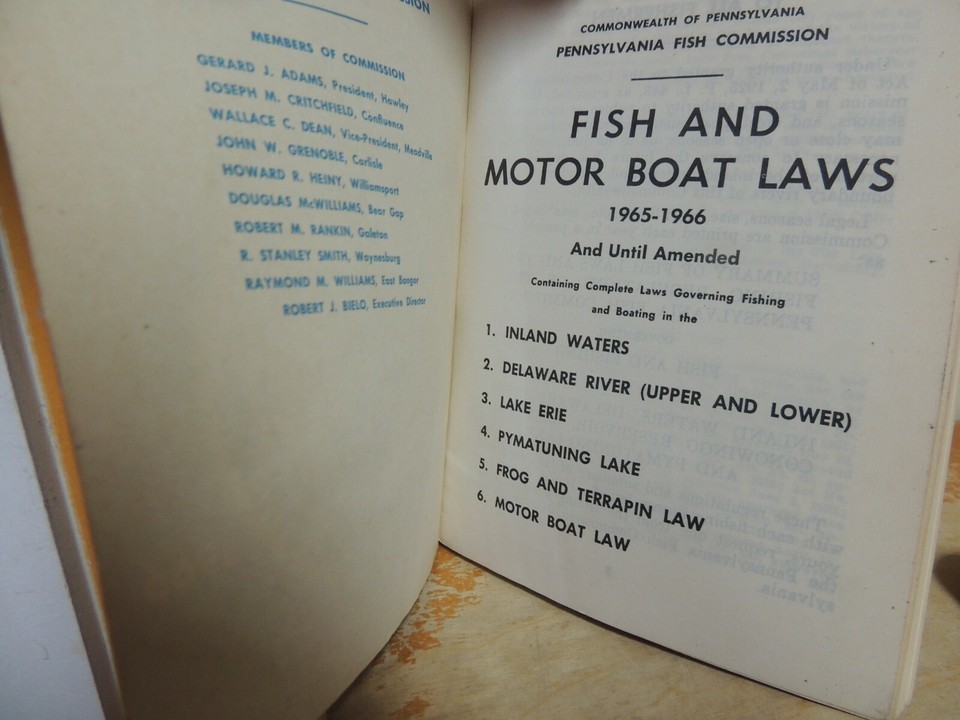 MEMBERS OF COMMISSION
GERARD J. ADAMS, President, Hawley
JOSEPH M. CRITCHFIELD, Confluence
WALLACE C. DEAN, Vice-President, Meadville
JOHN W. GRENOBLE, Carlisle
HOWARD R. HEINY, Williamsport
DOUGLAS McWILLIAMS, Bear Gap
ROBERT M. RANKIN, Galeton
R. STANLEY SMITH, Waynesburg
RAYMOND M. WILLIAMS, East Bangor
ROBERT J. BIELO, Executive Director
COMMONWEALTH OF PENNSYLVANIA
PENNSYLVANIA FISH COMMISSION
FISH AND
MOTOR BOAT LAWS
1965-1966
And Until Amended
Containing Complete Laws Governing Fishing
and Boating in the
1. INLAND WATERS
2. DELAWARE RIVER (UPPER AND LOWER)
3. LAKE ERIE
4. PYMATUNING LAKE
5. FROG AND TERRAPIN LAW
6. MOTOR BOAT LAW